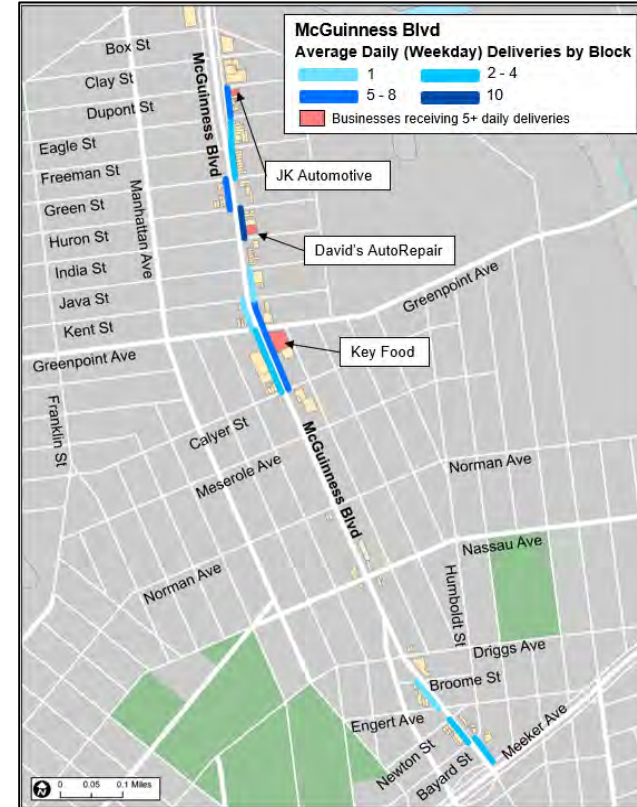 McGuinness Blvd
Average Daily (Weekday) Deliveries by Block
1
2 - 4
5 - 8
10
Businesses receiving 5+ daily deliveries
Box St
McGuinness Blvd
Clay St
Dupont St
Eagle St
JK Automotive
Freeman St
Manhattan Ave
Green St
Huron St
David's AutoRepair
India St
Greenpoint Ave
Java St
Kent St
Key Food
Greenpoint Ave
Franklin St
Calyer St
McGuinness Blvd
Meserole Ave
Norman Ave
Nassau Ave
Norman Ave
Humboldt St
Driggs Ave
Broome St
Engert Ave
Meeker Ave
Newton St
Bayard St
0 0.05 0.1 Miles